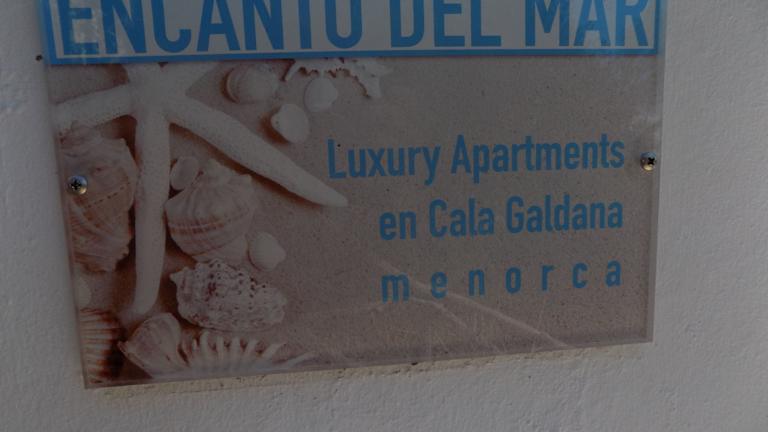 ENCANTO DEL MAR
Luxury Apartments
en Cala Galdana
menorca